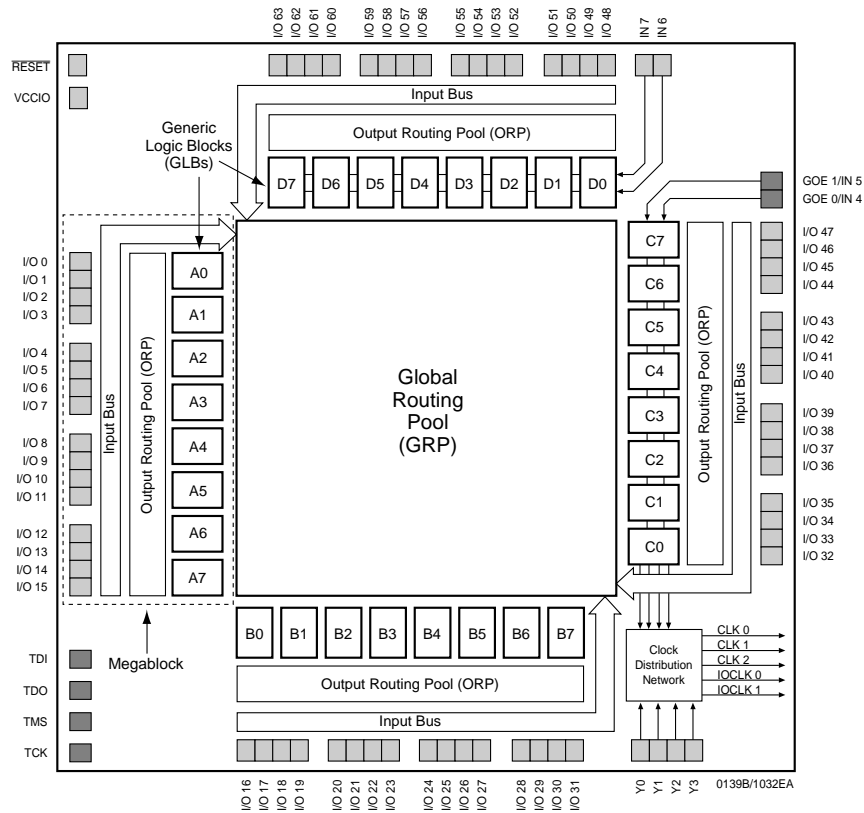 I/O 63
I/O 62
I/O 61
I/O 60
I/O 59
I/O 58
I/O 57
I/O 56
I/O 55
I/O 54
I/O 53
I/O 52
I/O 51
I/O 50
I/O 49
I/O 48
IN 7
IN 6
RESET
VCCIO
Input Bus
Output Routing Pool (ORP)
Generic
Logic Blocks
(GLBs)
D7
D6
D5
D4
D3
D2
D1
D0
GOE 1/IN 5
GOE 0/IN 4
I/O 0
I/O 1
I/O 2
I/O 3
I/O 4
I/O 5
I/O 6
I/O 7
I/O 8
I/O 9
I/O 10
I/O 11
I/O 12
I/O 13
I/O 14
I/O 15
Input Bus
Output Routing Pool (ORP)
A0
A1
A2
A3
A4
A5
A6
A7
Global
Routing
Pool
(GRP)
C7
C6
C5
C4
C3
C2
C1
C0
Output Routing Pool (ORP)
Input Bus
I/O 47
I/O 46
I/O 45
I/O 44
I/O 43
I/O 42
I/O 41
I/O 40
I/O 39
I/O 38
I/O 37
I/O 36
I/O 35
I/O 34
I/O 33
I/O 32
Megablock
B0
B1
B2
B3
B4
B5
B6
B7
Output Routing Pool (ORP)
Input Bus
Clock
Distribution
Network
CLK 0
CLK 1
CLK 2
IOCLK 0
IOCLK 1
TDI
TDO
TMS
TCK
I/O 16
I/O 17
I/O 18
I/O 19
I/O 20
I/O 21
I/O 22
I/O 23
I/O 24
I/O 25
I/O 26
I/O 27
I/O 28
I/O 29
I/O 30
I/O 31
Y0
Y1
Y2
Y3
0139B/1032EA